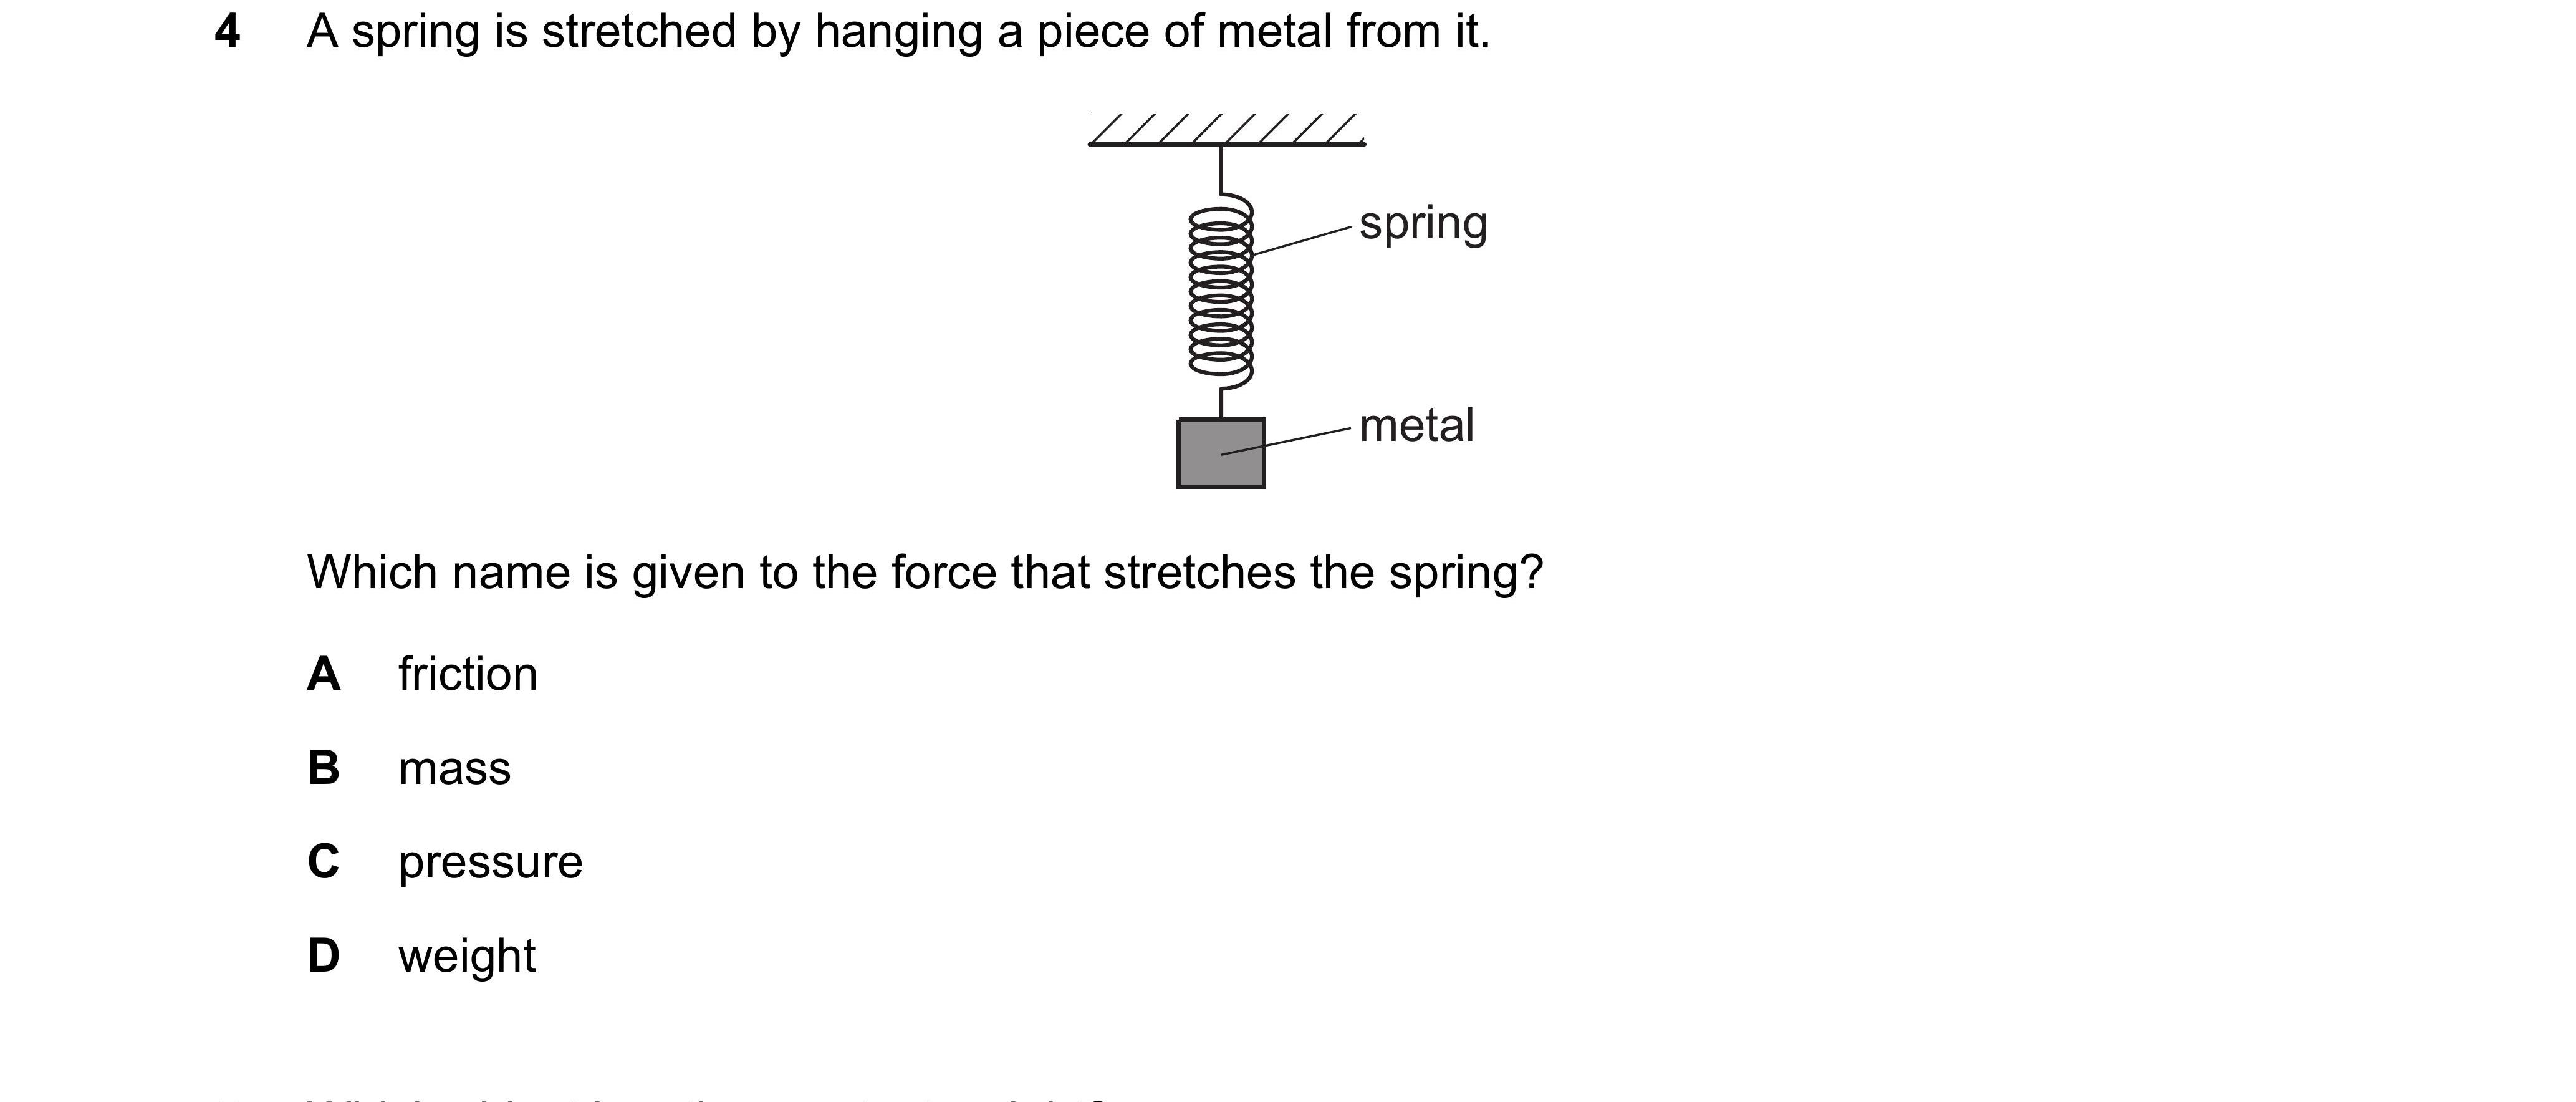 4 A spring is stretched by hanging a piece of metal from it.
spring
metal
Which name is given to the force that stretches the spring?
A friction
B mass
C pressure
D weight